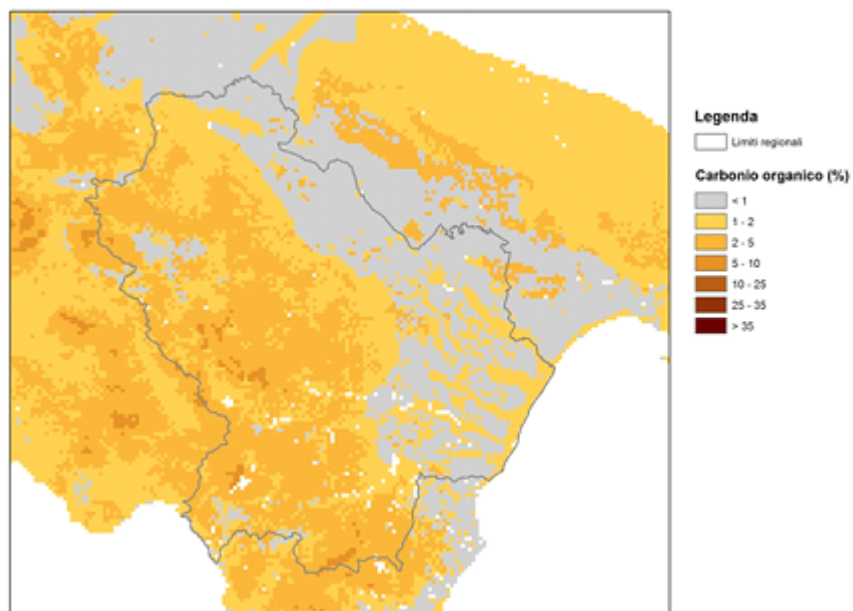 Legenda
Limiti regionali
Carbonio organico (%)
< 1
1 - 2
2 - 5
5 - 10
10 - 25
25 - 35
> 35